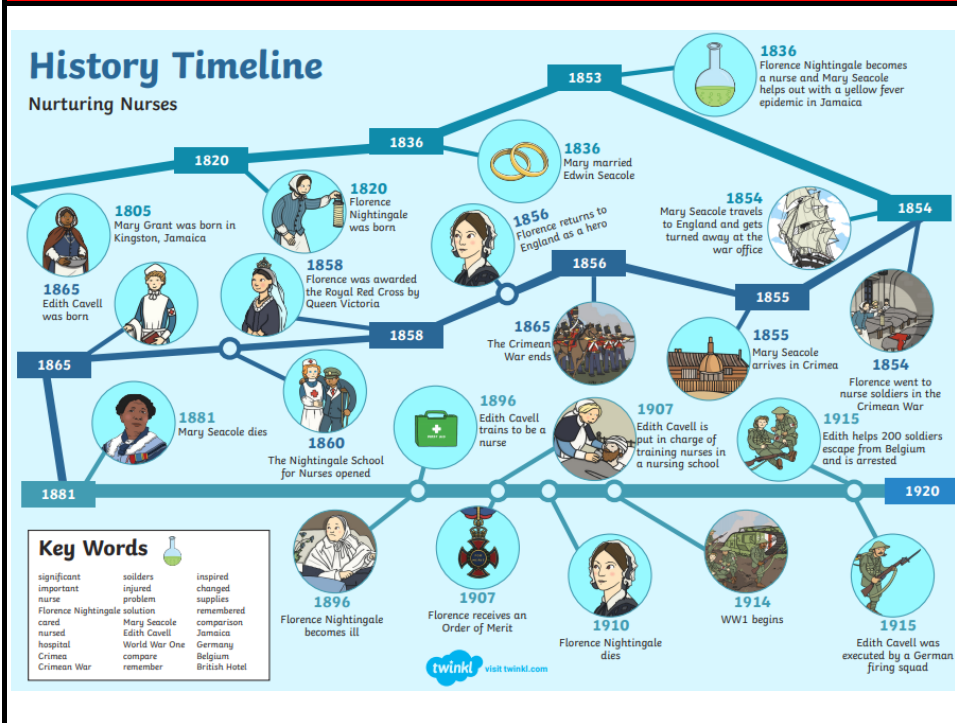 History Timeline
Nurturing Nurses
1853
1836
Florence Nightingale becomes
a nurse and Mary Seacole
helps out with a yellow fever
epidemic in Jamaica
1820
1836
1836
Mary married
Edwin Seacole
1805
Mary Grant was born in
Kingston, Jamaica
1820
Florence
Nightingale
was born
1856
Florence returns to
England as a hero
1854
Mary Seacole travels
to England and gets
turned away at the
war office
1854
1865
Edith Cavell
was born
1858
Florence was awarded
the Royal Red Cross by
Queen Victoria
1856
1855
1865
1858
1865
The Crimean
War ends
1855
Mary Seacole
arrives in Crimea
1854
Florence went to
nurse soldiers in the
Crimean War
1881
Mary Seacole dies
1860
The Nightingale School
for Nurses opened
1896
Edith Cavell
trains to be a
nurse
1907
Edith Cavell is
put in charge of
training nurses in
a nursing school
1915
Edith helps 200 soldiers
escape from Belgium
and is arrested
1881
1920
Key Words
significant soilders inspired
important injured changed
nurse problem supplies
Florence Nightingale solution remembered
cared Mary Seacole comparison
nursed Edith Cavell Jamaica
hospital World War One Germany
Crimea compare Belgium
Crimean War remember British Hotel
1896
Florence Nightingale
becomes ill
1907
Florence receives an
Order of Merit
1910
Florence Nightingale
dies
1914
WW1 begins
1915
Edith Cavell was
executed by a German
firing squad
twinkl visit twinkl.com